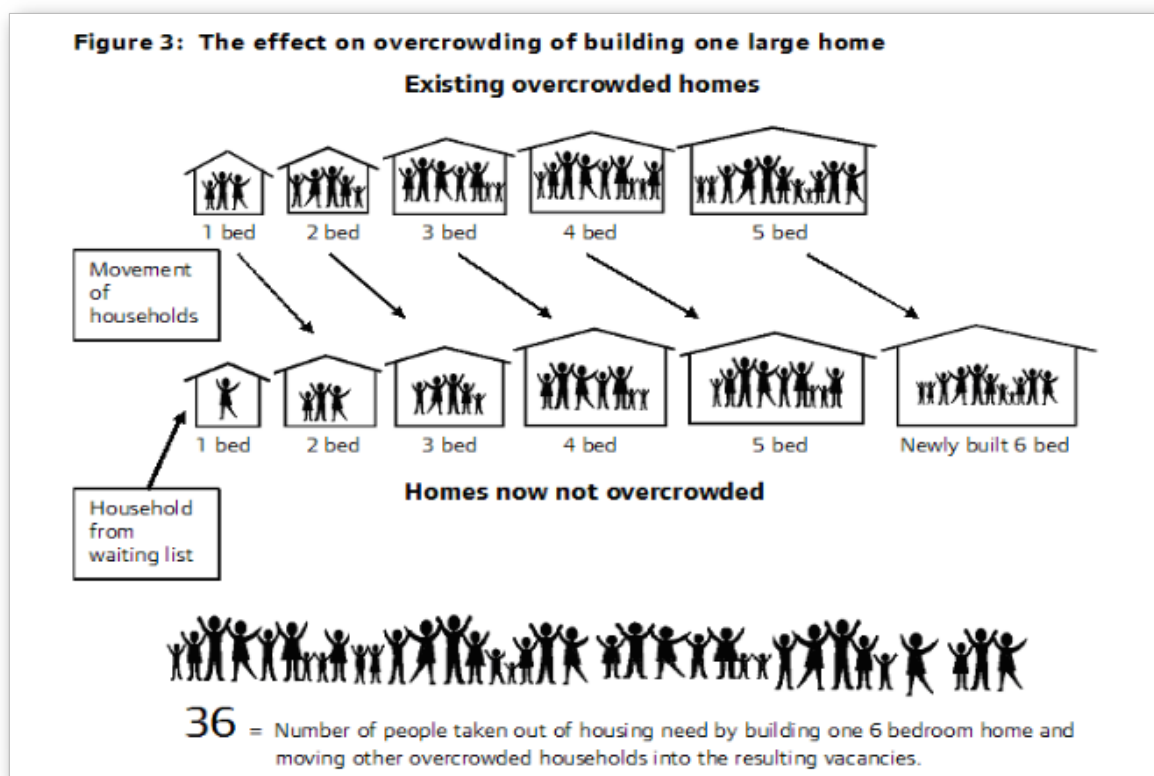 Figure 3: The effect on overcrowding of building one large home
Existing overcrowded homes
1 bed
2 bed
3 bed
4 bed
5 bed
Movement
of
households
1 bed
2 bed
3 bed
4 bed
5 bed
Newly built 6 bed
Homes now not overcrowded
Household
from
waiting list
36 = Number of people taken out of housing need by building one 6 bedroom home and
moving other overcrowded households into the resulting vacancies.